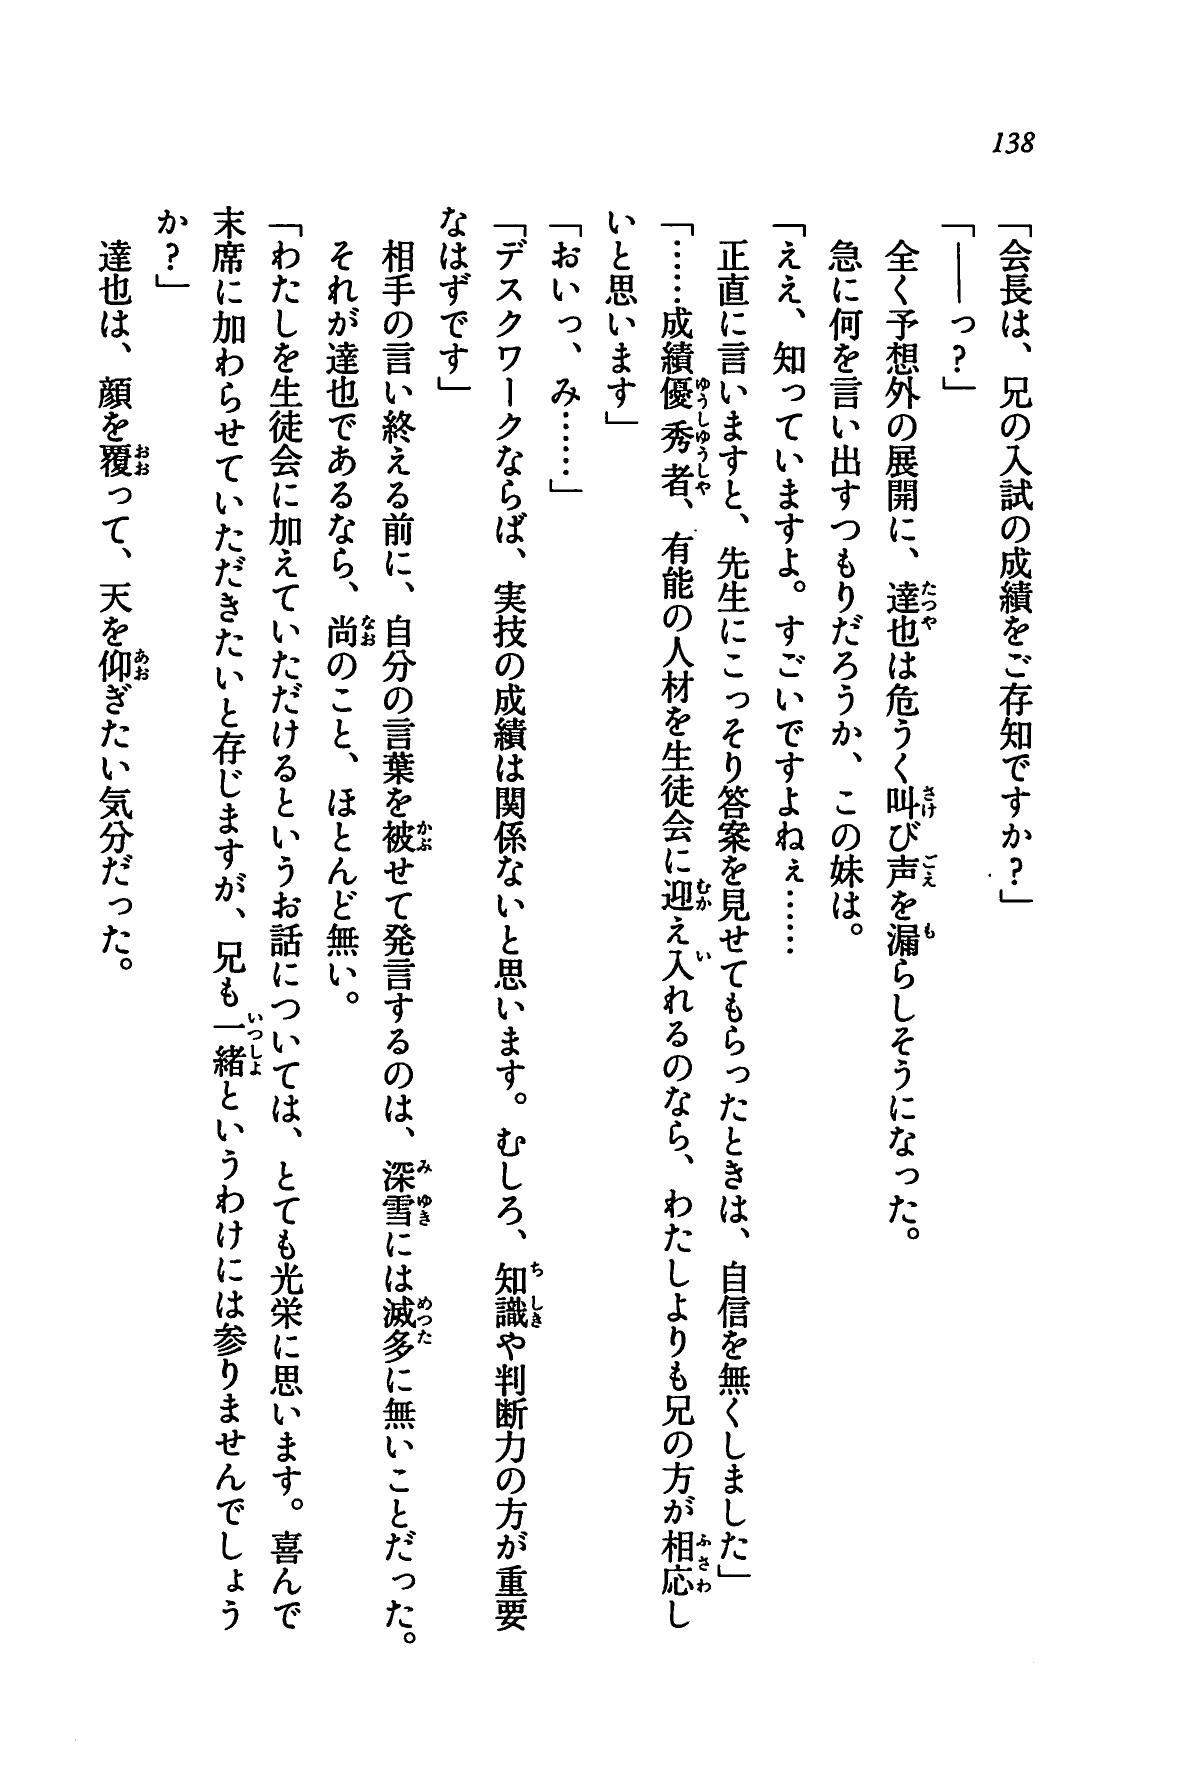 138
「会長は、兄の入試の成績をご存知ですか？」
「――っ？」
全く予想外の展開に、達也は危うく叫び声を漏らしそうになった。
急に何を言い出すつもりだろうか、この妹は。
「ええ、知っていますよ。すごいですよねぇ……
正直に言いますと、先生にこっそり答案を見せてもらったときは、自信を無くしました」
「……成績優秀者、有能の人材を生徒会に迎え入れるのなら、わたしよりも兄の方が相応し
いと思います」
「おいっ、み……」
「デスクワークならば、実技の成績は関係ないと思います。むしろ、知識や判断力の方が重要
なはずです」
相手の言い終える前に、自分の言葉を被せて発言するのは、深雪には滅多に無いことだった。
それが達也であるなら、尚のこと、ほとんど無い。
「わたしを生徒会に加えていただけるというお話については、とても光栄に思います。喜んで
末席に加わらせていただきたいと存じますが、兄も一緒というわけには参りませんでしょう
か？」
達也は、顔を覆って、天を仰ぎたい気分だった。